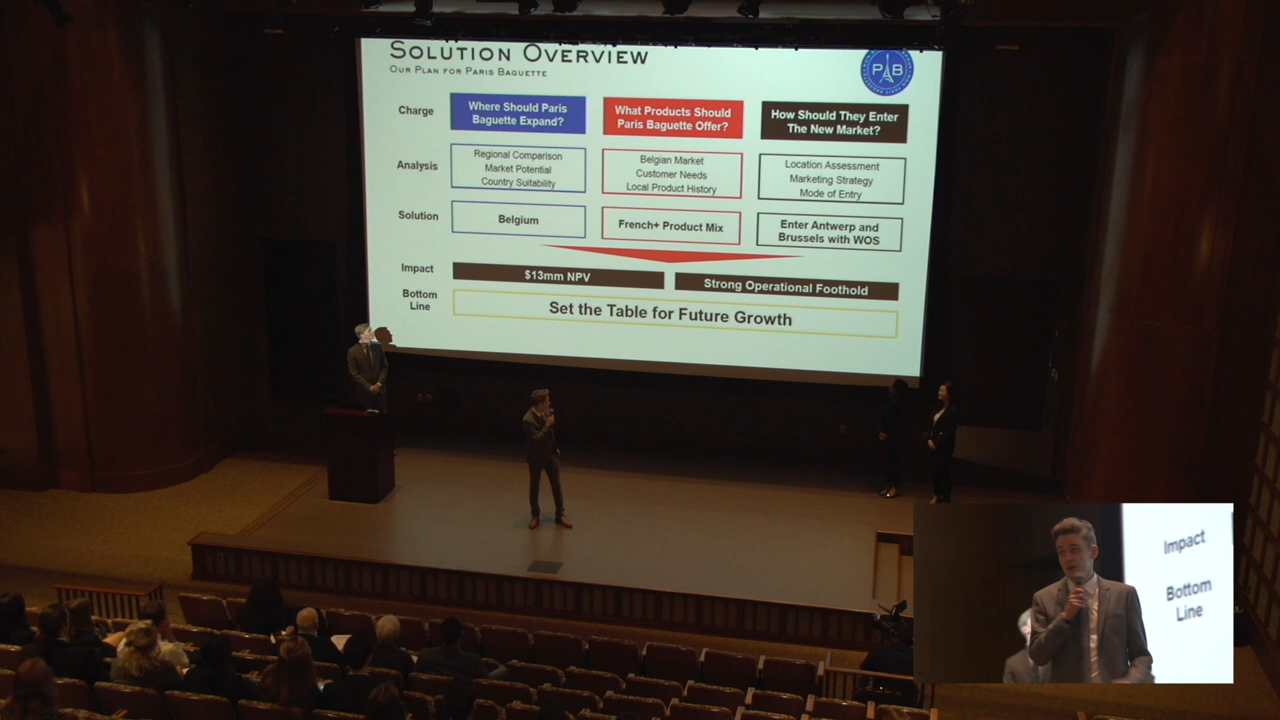 SOLUTION OVERVIEW
OUR PLAN FOR PARIS BAGUETTE
PB
Charge
Where Should Paris
Baguette Expand?
What Products Should
Paris Baguette Offer?
How Should They Enter
The New Market?
Analysis
Regional Comparison
Market Potential
Country Suitability
Belgian Market
Customer Needs
Local Product History
Location Assessment
Marketing Strategy
Mode of Entry
Solution
Belgium
French+ Product Mix
Enter Antwerp and
Brussels with WOS
Impact
$13mm NPV
Strong Operational Foothold
Bottom
Line
Set the Table for Future Growth
Impact
Bottom
Line